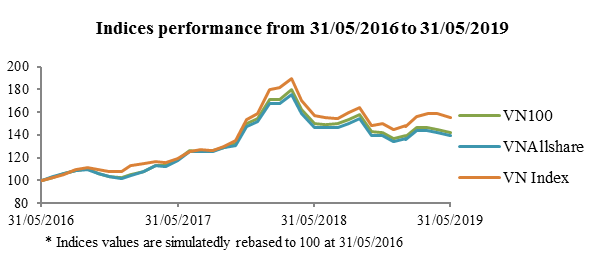 Indices performance from 31/05/2016 to 31/05/2019
200
180
160
140
120
100
80
31/05/2016 31/05/2017 31/05/2018 31/05/2019
VN100
VNAllshare
VN Index
* Indices values are simulatedly rebased to 100 at 31/05/2016